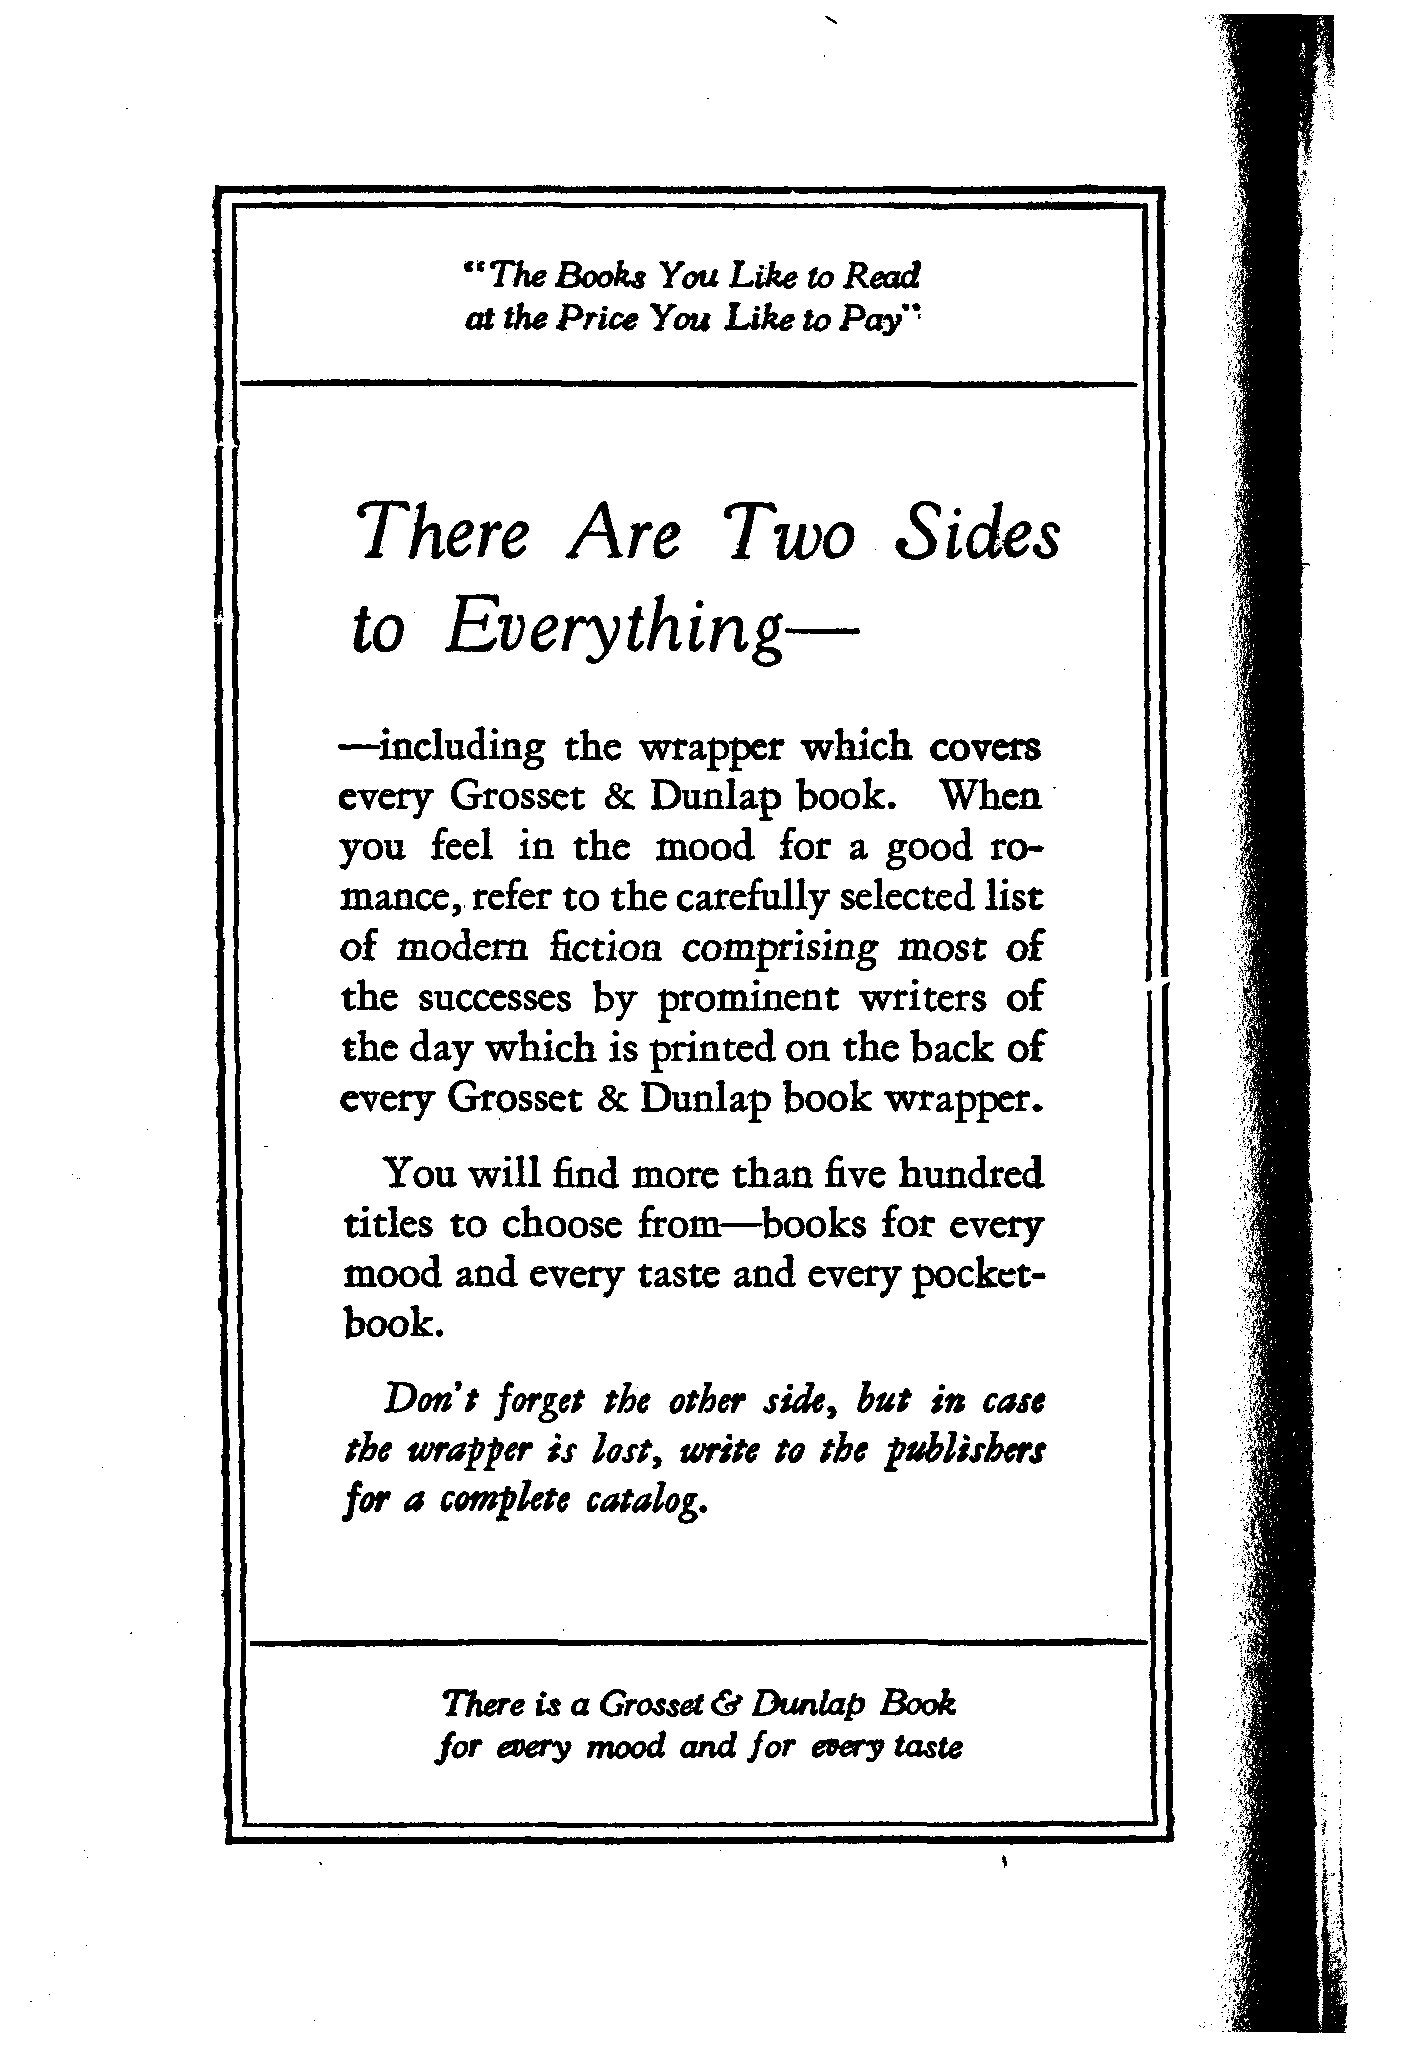 “The Books You Like to Read
at the Price You Like to Pay”
There Are Two Sides
to Everything—
—including the wrapper which covers
every Grosset & Dunlap book. When
you feel in the mood for a good ro-
mance, refer to the carefully selected list
of modern fiction comprising most of
the successes by prominent writers of
the day which is printed on the back of
every Grosset & Dunlap book wrapper.
You will find more than five hundred
titles to choose from—books for every
mood and every taste and every pocket-
book.
Don't forget the other side, but in case
the wrapper is lost, write to the publishers
for a complete catalog.
There is a Grosset & Dunlap Book
for every mood and for every taste